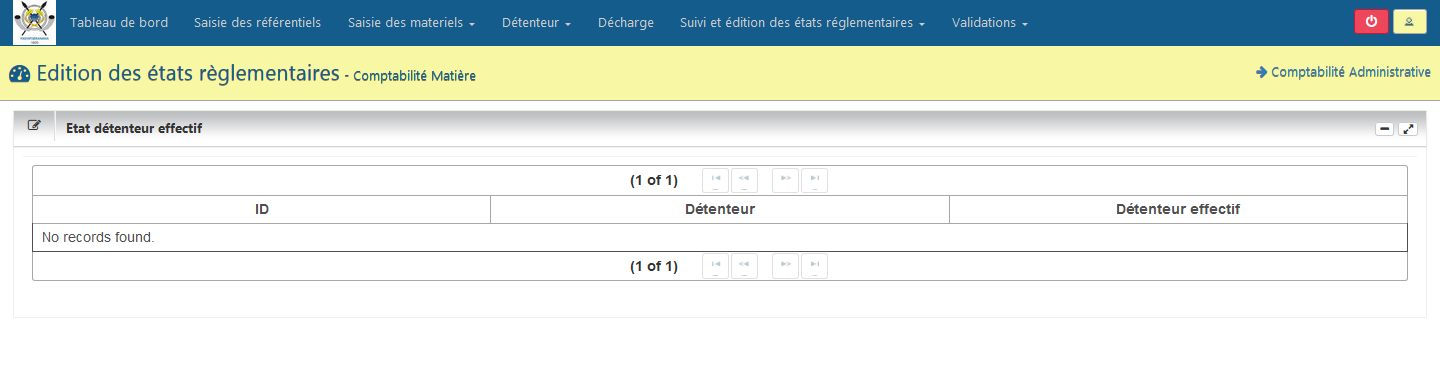 Tableau de bord Saisie des référentiels Saisie des materiels Détenteur Décharge Suivi et édition des états réglementaires Validations
Edition des états règlementaires - Comptabilité Matière
Comptabilité Administrative
Etat détenteur effectif
(1 of 1)
ID Détenteur Détenteur effectif
No records found.
(1 of 1)